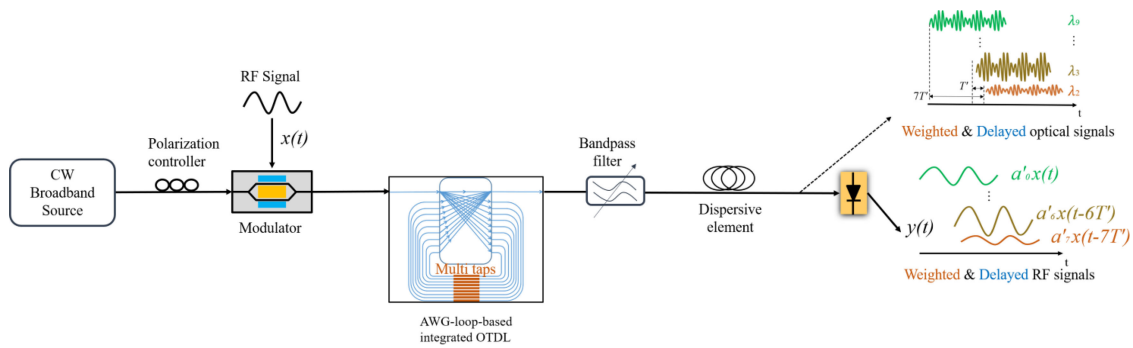 CW
Broadband
Source
Polarization
controller
RF Signal
x(t)
Modulator
Multi taps
AWG-loop-based
integrated OTDL
Bandpass
filter
Dispersive
element
λ₉
⋮
⋮
λ₃
T'
λ₂
7T'
t
Weighted & Delayed optical signals
a'₀x(t)
⋮
a'₆x(t-6T')
y(t)
a'₇x(t-7T')
t
Weighted & Delayed RF signals